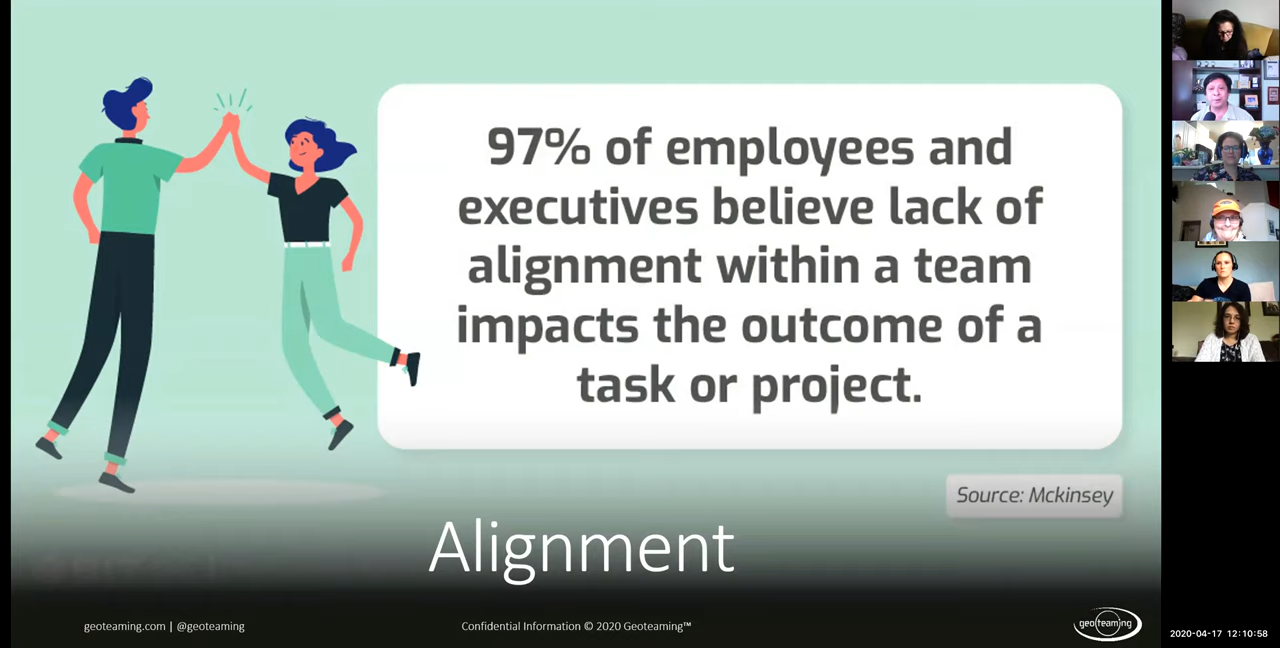 97% of employees and
executives believe lack of
alignment within a team
impacts the outcome of a
task or project.
Source: Mckinsey
Alignment
geoteaming.com | @geoteaming
Confidential Information © 2020 Geoteaming™
geoteaming
2020-04-17 12:10:58